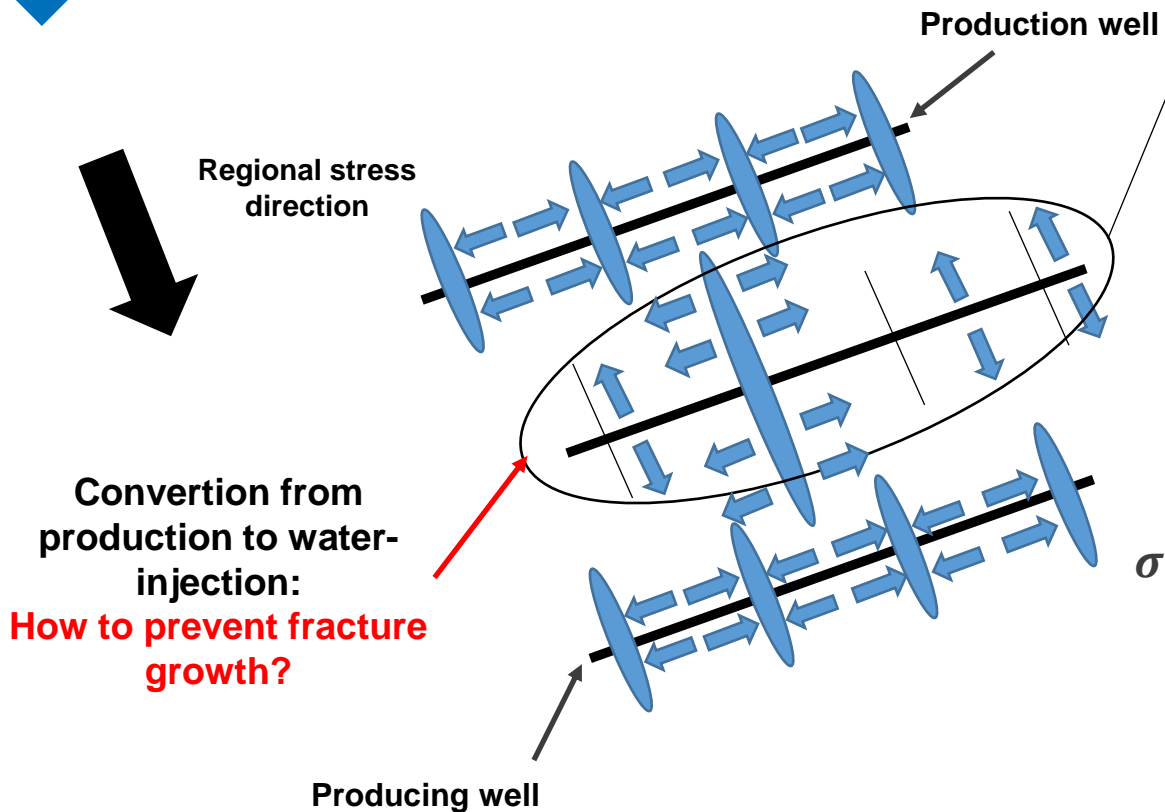 Production well
Regional stress
direction
Convertion from
production to water-
injection:
How to prevent fracture
growth?
σ
Producing well